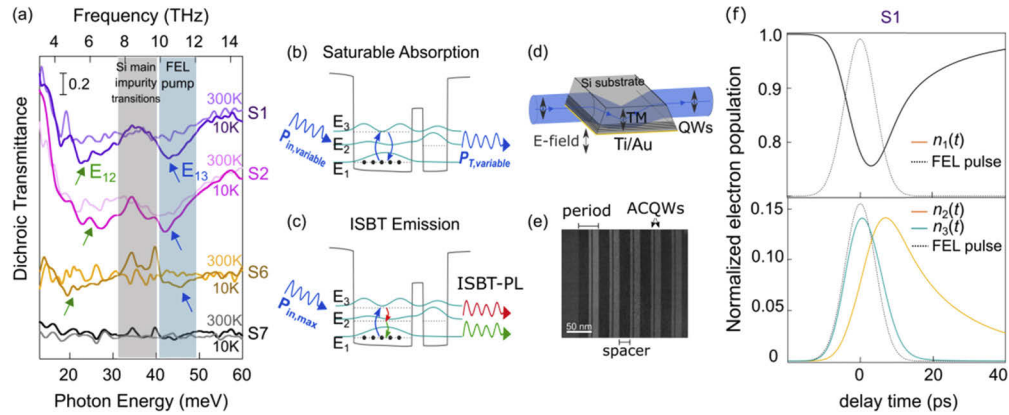 (a)
Frequency (THz)
4 6 8 10 12 14
0.2
Si main
impurity
transitions
FEL
pump
300K
S1
10K
E12
E13
300K
S2
10K
300K
S6
10K
300K
S7
10K
Dichroic Transmittance
20 30 40 50 60
Photon Energy (meV)
(b)
Saturable Absorption
E3
E2
E1
Pin,variable
PT,variable
(c)
ISBT Emission
E3
E2
E1
Pin,max
ISBT-PL
(d)
Si substrate
TM
E-field
Ti/Au
QWs
(e)
period
ACQWs
50 nm
spacer
(f)
S1
Normalized electron population
1.0
0.9
0.8
0.7
n1(t)
FEL pulse
0.15
0.10
0.05
0
n2(t)
n3(t)
FEL pulse
0 20 40
delay time (ps)